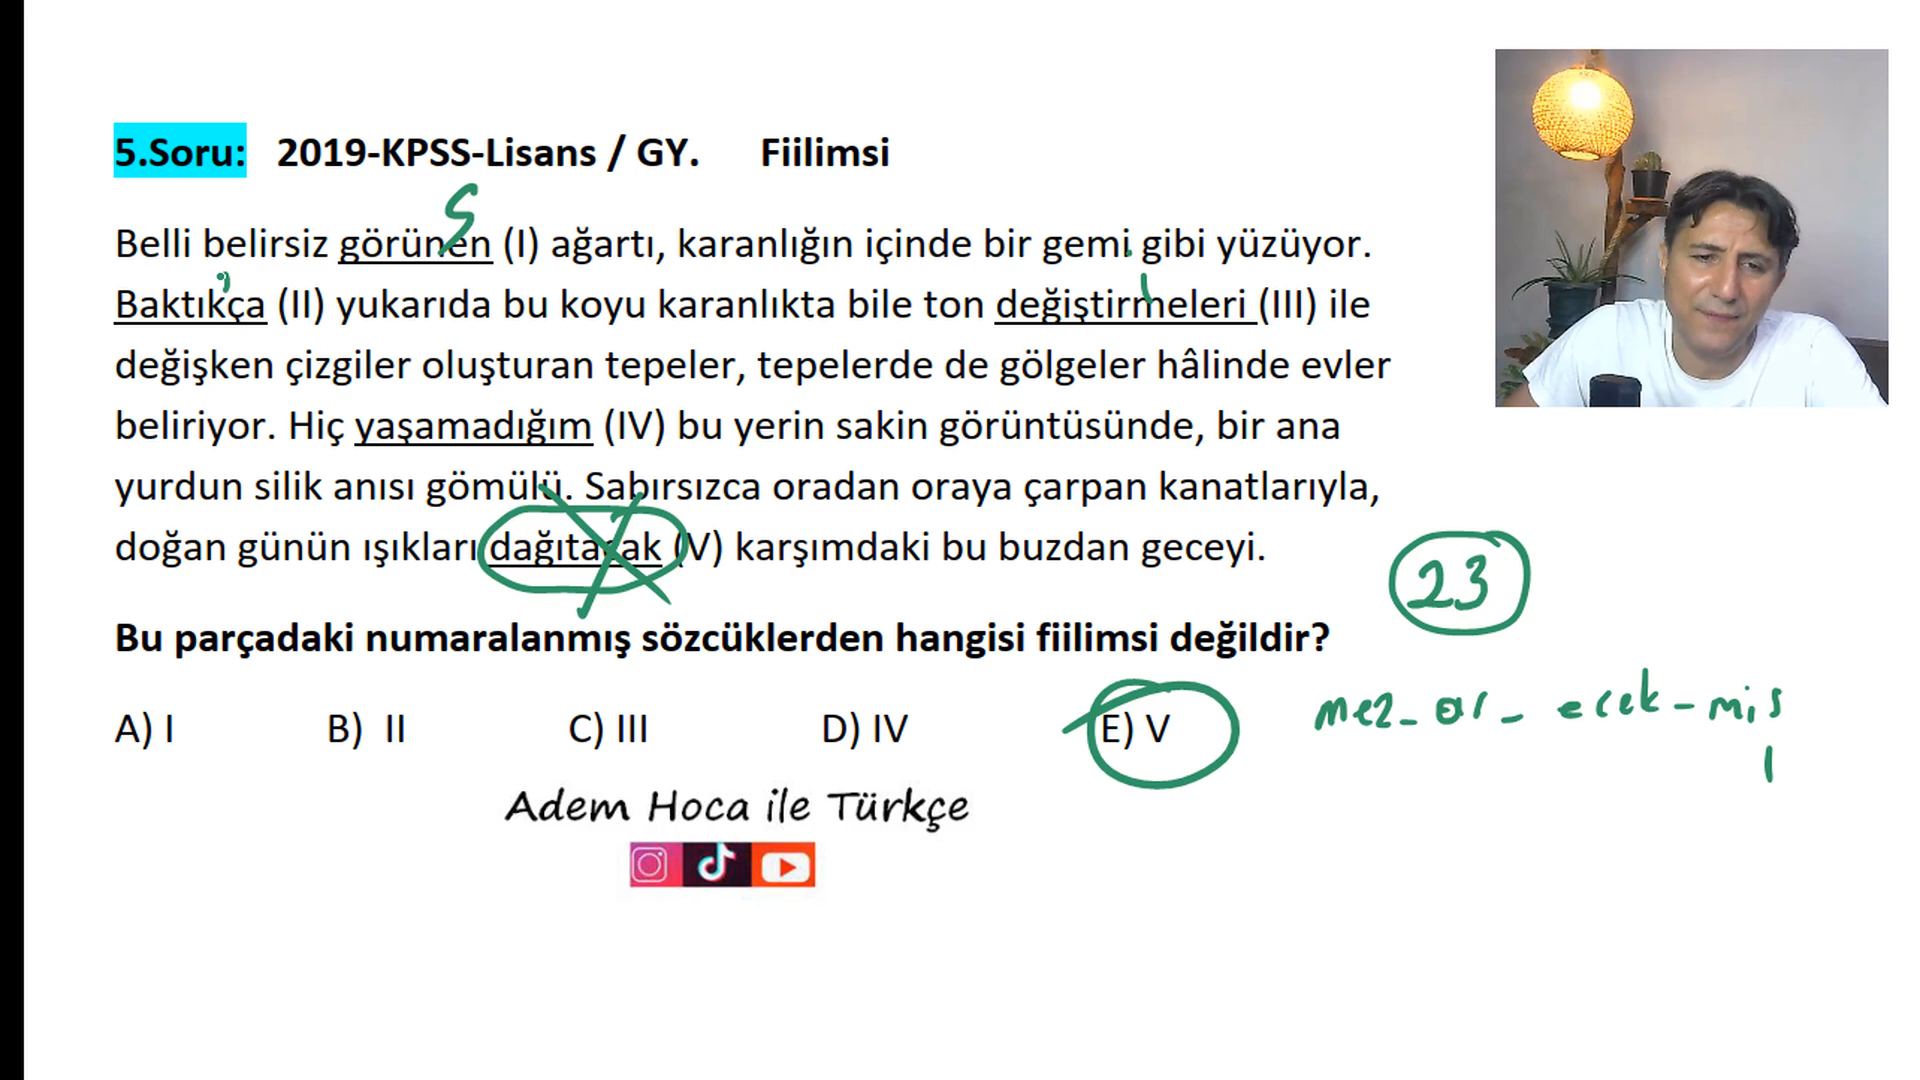 5.Soru: 2019-KPSS-Lisans / GY. Fiilimsi
S
Belli belirsiz görünen (I) ağartı, karanlığın içinde bir gemi gibi yüzüyor.
Baktıkça (II) yukarıda bu koyu karanlıkta bile ton değiştirmeleri (III) ile
değişken çizgiler oluşturan tepeler, tepelerde de gölgeler hâlinde evler
beliriyor. Hiç yaşamadığım (IV) bu yerin sakin görüntüsünde, bir ana
yurdun silik anısı gömülü. Sabırsızca oradan oraya çarpan kanatlarıyla,
doğan günün ışıkları dağıtacak (V) karşımdaki bu buzdan geceyi.
23
Bu parçadaki numaralanmış sözcüklerden hangisi fiilimsi değildir?
A) I B) II C) III D) IV E) V
mez - ar - ecek - miş
Adem Hoca ile Türkçe